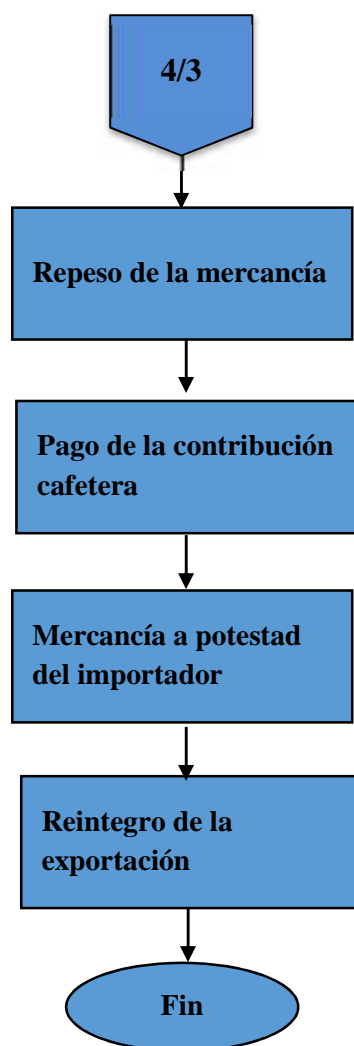 4/3
Repeso de la mercancía
Pago de la contribución
cafetera
Mercancía a potestad
del importador
Reintegro de la
exportación
Fin